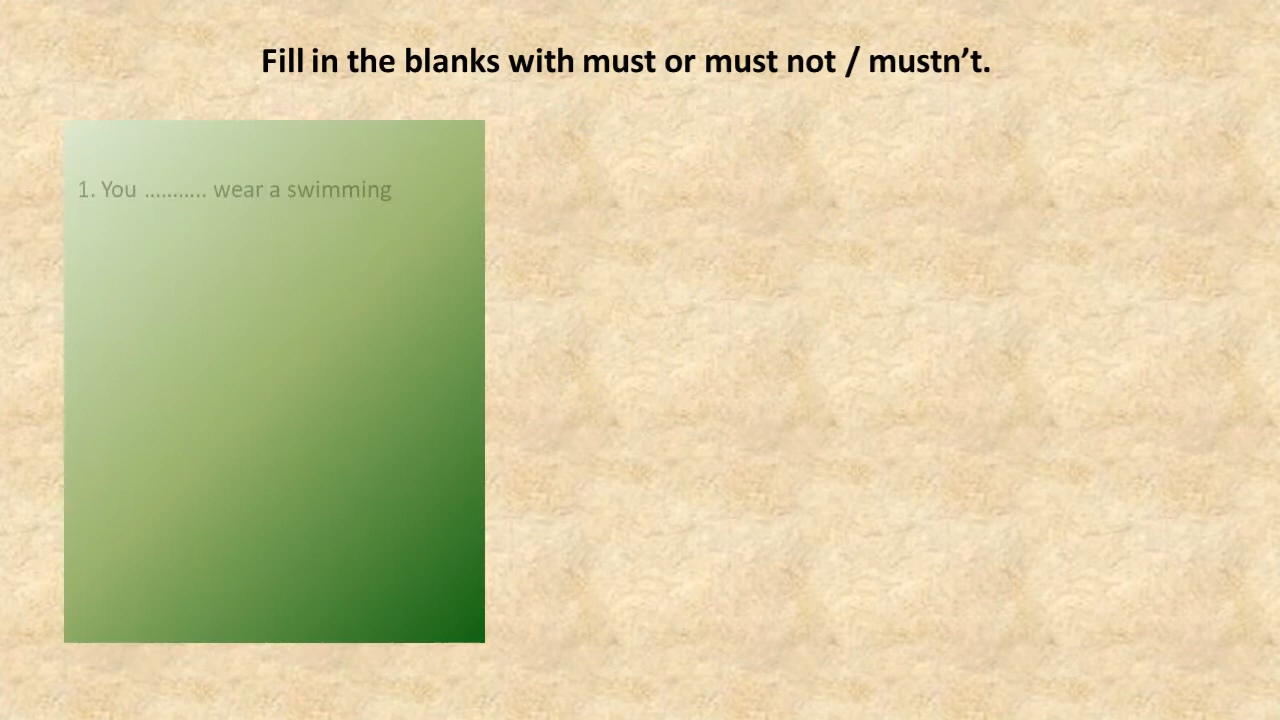 Fill in the blanks with must or must not / mustn’t.
1. You ........... wear a swimming